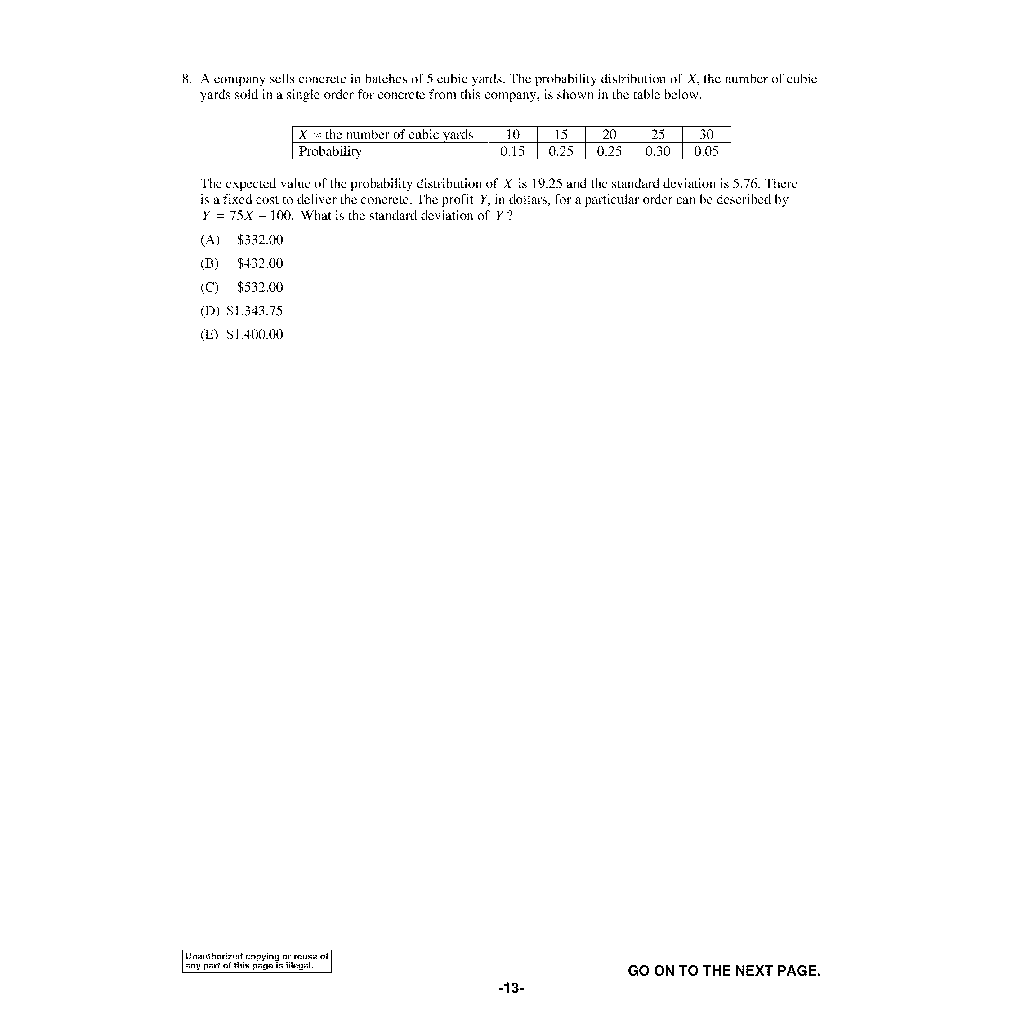 8. A company sells concrete in batches of 5 cubic yards. The probability distribution of X, the number of cubic
yards sold in a single order for concrete from this company, is shown in the table below.
X = the number of cubic yards 10 15 20 25 30
Probability 0.15 0.25 0.25 0.30 0.05
The expected value of the probability distribution of X is 19.25 and the standard deviation is 5.76. There
is a fixed cost to deliver the concrete. The profit Y, in dollars, for a particular order can be described by
Y = 75X − 100. What is the standard deviation of Y ?
(A) $332.00
(B) $432.00
(C) $532.00
(D) $1,343.75
(E) $1,400.00
Unauthorized copying or reuse of
any part of this page is illegal.
GO ON TO THE NEXT PAGE.
-13-